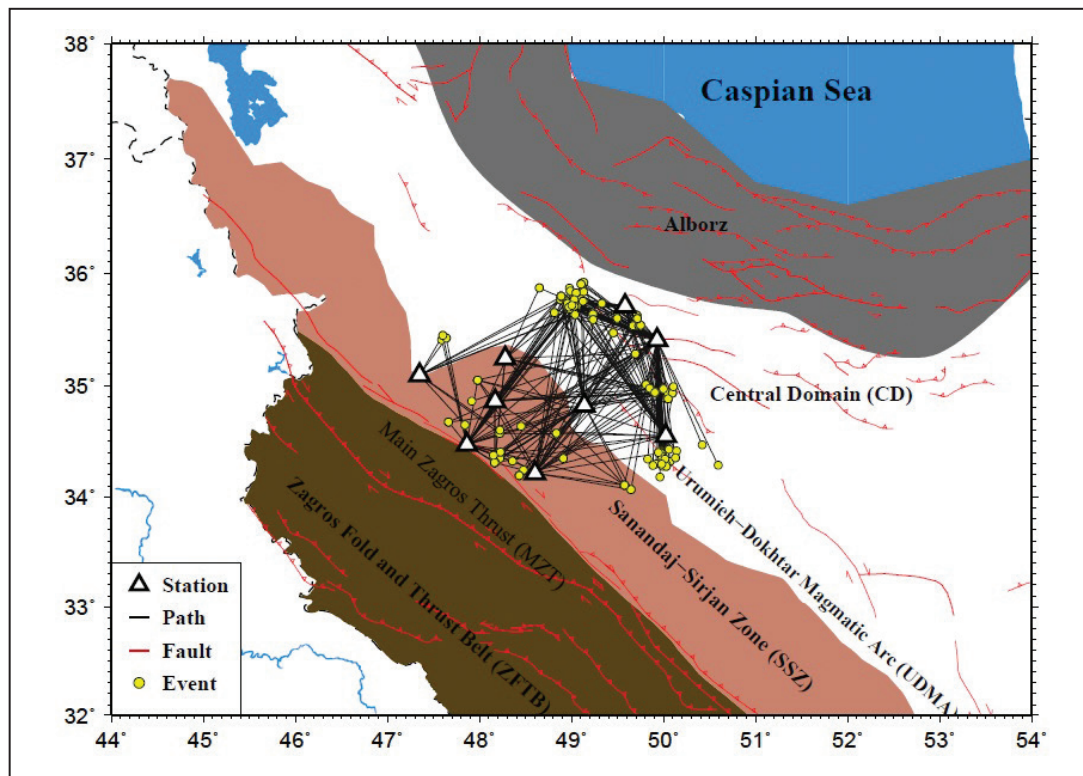 38°
37°
36°
35°
34°
33°
32°
Caspian Sea
Alborz
Central Domain (CD)
Urumieh–Dokhtar Magmatic Arc (UDMA)
Sanandaj–Sirjan Zone (SSZ)
Main Zagros Thrust (MZT)
Zagros Fold and Thrust Belt (ZFTB)
Station
Path
Fault
Event
44° 45° 46° 47° 48° 49° 50° 51° 52° 53° 54°